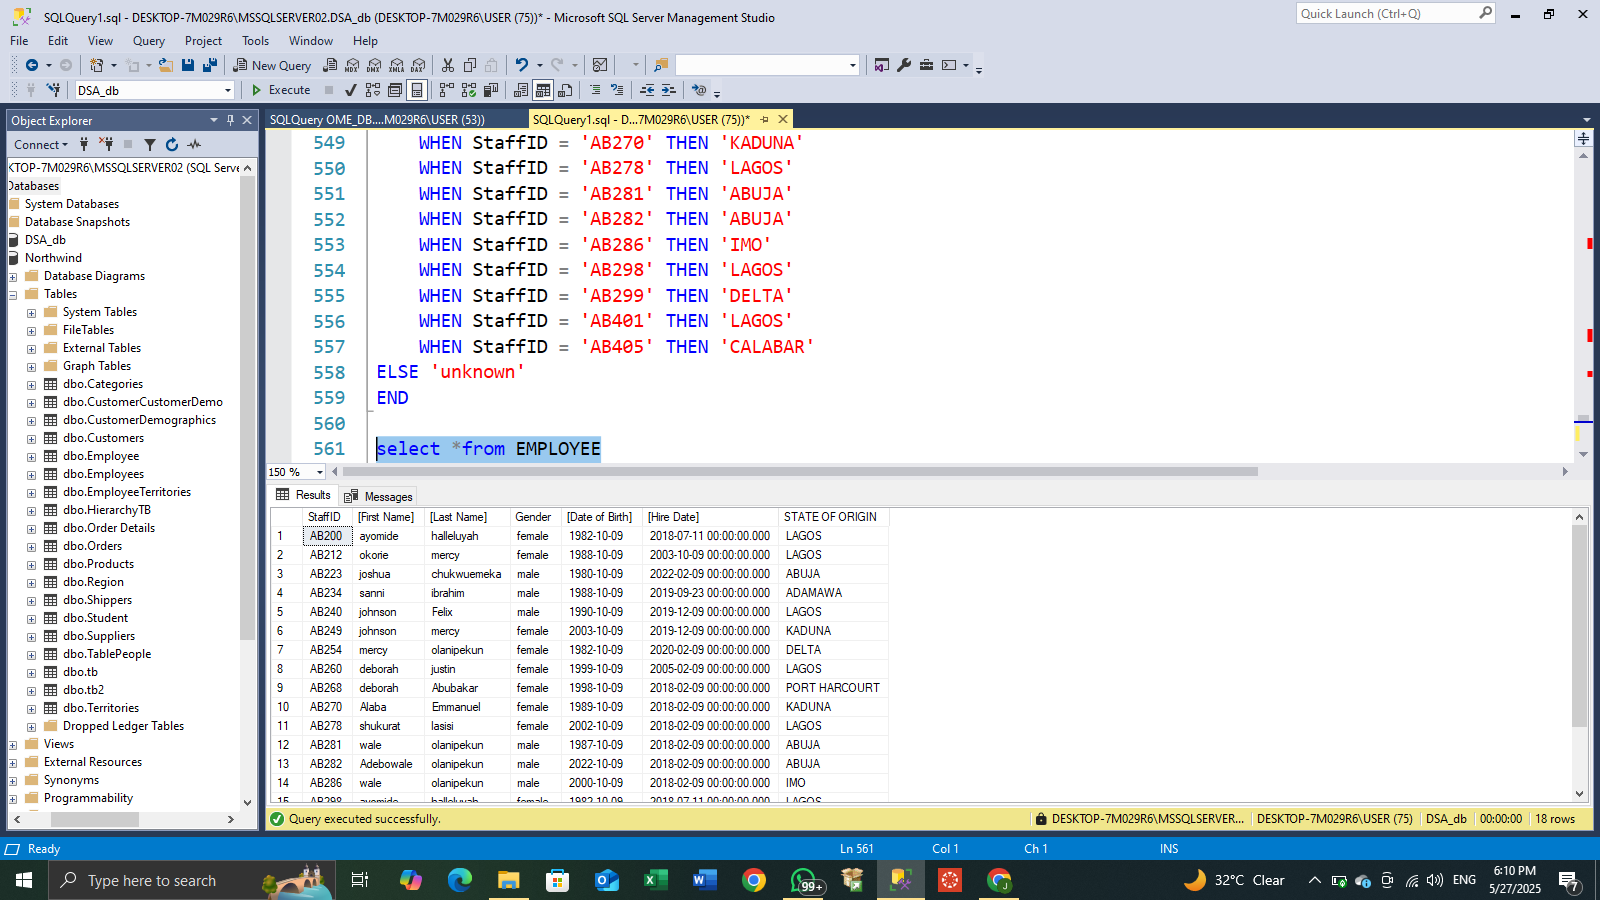 SQLQuery1.sql - DESKTOP-7M029R6\MSSQLSERVER02.DSA_db (DESKTOP-7M029R6\USER (75))* - Microsoft SQL Server Management Studio
Quick Launch (Ctrl+Q)
File Edit View Query Project Tools Window Help
New Query MDX DMX XMLA DAX
DSA_db Execute
Object Explorer
Connect
KTOP-7M029R6\MSSQLSERVER02 (SQL Serve
Databases
System Databases
Database Snapshots
DSA_db
Northwind
Database Diagrams
Tables
System Tables
FileTables
External Tables
Graph Tables
dbo.Categories
dbo.CustomerCustomerDemo
dbo.CustomerDemographics
dbo.Customers
dbo.Employee
dbo.Employees
dbo.EmployeeTerritories
dbo.HierarchyTB
dbo.Order Details
dbo.Orders
dbo.Products
dbo.Region
dbo.Shippers
dbo.Student
dbo.Suppliers
dbo.TablePeople
dbo.tb
dbo.tb2
dbo.Territories
Dropped Ledger Tables
Views
External Resources
Synonyms
Programmability
SQLQuery OME_DB....M029R6\USER (53))
SQLQuery1.sql - D...7M029R6\USER (75))*
549 WHEN StaffID = 'AB270' THEN 'KADUNA'
550 WHEN StaffID = 'AB278' THEN 'LAGOS'
551 WHEN StaffID = 'AB281' THEN 'ABUJA'
552 WHEN StaffID = 'AB282' THEN 'ABUJA'
553 WHEN StaffID = 'AB286' THEN 'IMO'
554 WHEN StaffID = 'AB298' THEN 'LAGOS'
555 WHEN StaffID = 'AB299' THEN 'DELTA'
556 WHEN StaffID = 'AB401' THEN 'LAGOS'
557 WHEN StaffID = 'AB405' THEN 'CALABAR'
558 ELSE 'unknown'
559 END
560
561 select *from EMPLOYEE
150 %
Results Messages
StaffID [First Name] [Last Name] Gender [Date of Birth] [Hire Date] STATE OF ORIGIN
1 AB200 ayomide halleluyah female 1982-10-09 2018-07-11 00:00:00.000 LAGOS
2 AB212 okorie mercy female 1988-10-09 2003-10-09 00:00:00.000 LAGOS
3 AB223 joshua chukwuemeka male 1980-10-09 2022-02-09 00:00:00.000 ABUJA
4 AB234 sanni ibrahim male 1988-10-09 2019-09-23 00:00:00.000 ADAMAWA
5 AB240 johnson Felix male 1990-10-09 2019-12-09 00:00:00.000 LAGOS
6 AB249 johnson mercy female 2003-10-09 2019-12-09 00:00:00.000 KADUNA
7 AB254 mercy olanipekun female 1982-10-09 2020-02-09 00:00:00.000 DELTA
8 AB260 deborah justin female 1999-10-09 2005-02-09 00:00:00.000 LAGOS
9 AB268 deborah Abubakar female 1998-10-09 2018-02-09 00:00:00.000 PORT HARCOURT
10 AB270 Alaba Emmanuel female 1989-10-09 2018-02-09 00:00:00.000 KADUNA
11 AB278 shukurat lasisi female 2002-10-09 2018-02-09 00:00:00.000 LAGOS
12 AB281 wale olanipekun male 1987-10-09 2018-02-09 00:00:00.000 ABUJA
13 AB282 Adebowale olanipekun male 2022-10-09 2018-02-09 00:00:00.000 ABUJA
14 AB286 wale olanipekun male 2000-10-09 2018-02-09 00:00:00.000 IMO
15 AB298 ayomide halleluyah female 1982-10-09 2018-07-11 00:00:00.000 LAGOS
Query executed successfully. DESKTOP-7M029R6\MSSQLSERVER... DESKTOP-7M029R6\USER (75) DSA_db 00:00:00 18 rows
Ready Ln 561 Col 1 Ch 1 INS
Type here to search 99+ 32°C Clear ENG 6:10 PM
5/27/2025 7